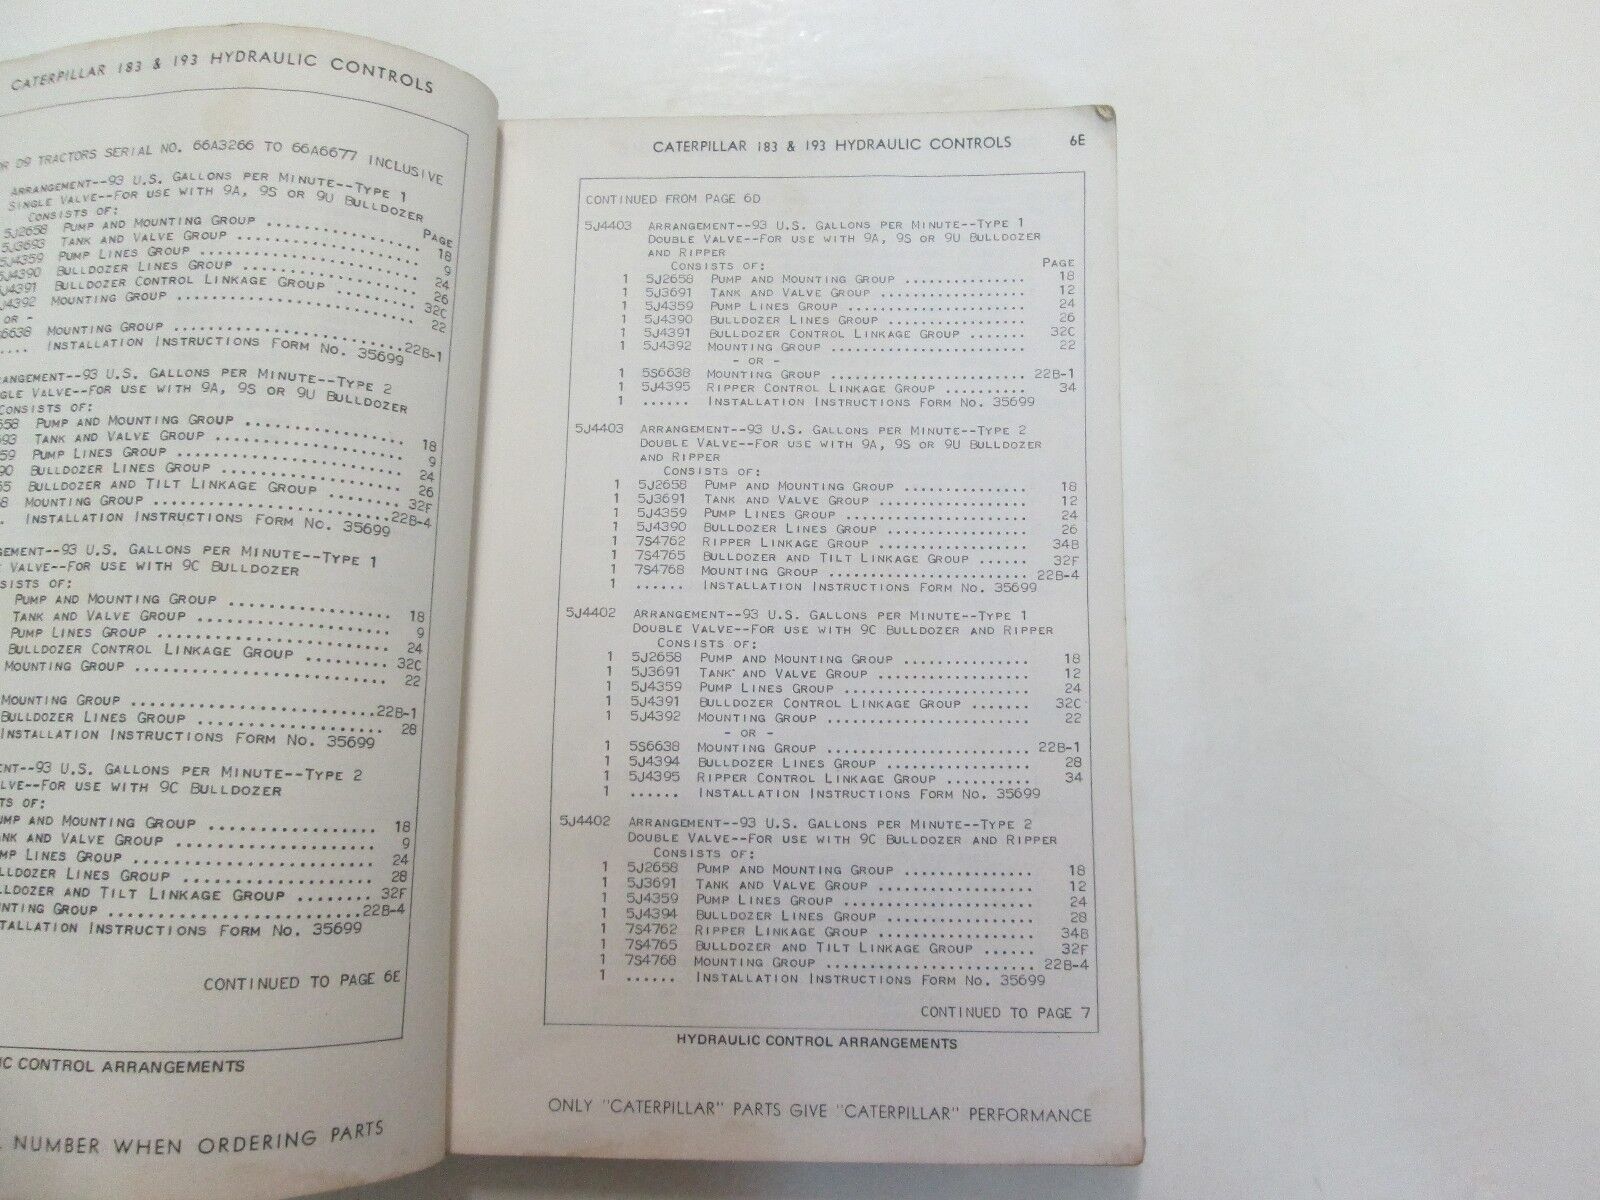 CATERPILLAR 183 & 193 HYDRAULIC CONTROLS
D9 TRACTORS SERIAL NO. 66A3266 TO 66A6677 INCLUSIVE
ARRANGEMENT--93 U.S. GALLONS PER MINUTE--TYPE 1
SINGLE VALVE--FOR USE WITH 9A, 9S OR 9U BULLDOZER
CONSISTS OF:
PAGE
5J2658 PUMP AND MOUNTING GROUP .................. 18
5J3693 TANK AND VALVE GROUP .................. 9
5J4359 PUMP LINES GROUP .................. 24
5J4390 BULLDOZER LINES GROUP .................. 26
5J4391 BULLDOZER CONTROL LINKAGE GROUP ........ 32C
5J4392 MOUNTING GROUP .................. 22
OR -
MOUNTING GROUP .................. 22B-1
.... INSTALLATION INSTRUCTIONS FORM NO. 35699
93 U.S. GALLONS PER MINUTE--TYPE 2
VALVE--FOR USE WITH 9A, 9S OR 9U BULLDOZER
CONSISTS OF:
PUMP AND MOUNTING GROUP .................. 18
TANK AND VALVE GROUP .................. 9
PUMP LINES GROUP .................. 24
BULLDOZER LINES GROUP .................. 26
BULLDOZER AND TILT LINKAGE GROUP ........ 32F
MOUNTING GROUP .................. 22B-4
INSTALLATION INSTRUCTIONS FORM NO. 35699
93 U.S. GALLONS PER MINUTE--TYPE 1
VALVE--FOR USE WITH 9C BULLDOZER
OF:
PUMP AND MOUNTING GROUP .................. 18
TANK AND VALVE GROUP .................. 9
PUMP LINES GROUP .................. 24
BULLDOZER CONTROL LINKAGE GROUP ......... 32C
MOUNTING GROUP .................. 22
MOUNTING GROUP .................. 22B-1
BULLDOZER LINES GROUP .................. 28
INSTALLATION INSTRUCTIONS FORM NO. 35699
93 U.S. GALLONS PER MINUTE--TYPE 2
FOR USE WITH 9C BULLDOZER
OF:
AND MOUNTING GROUP .................. 18
AND VALVE GROUP .................. 9
LINES GROUP .................. 24
LINES GROUP .................. 28
AND TILT LINKAGE GROUP ........ 32F
GROUP .................. 22B-4
INSTRUCTIONS FORM NO. 35699
CONTINUED TO PAGE 6E
CONTROL ARRANGEMENTS
NUMBER WHEN ORDERING PARTS
CATERPILLAR 183 & 193 HYDRAULIC CONTROLS 6E
CONTINUED FROM PAGE 6D
5J4403 ARRANGEMENT--93 U.S. GALLONS PER MINUTE--TYPE 1
DOUBLE VALVE--FOR USE WITH 9A, 9S OR 9U BULLDOZER
AND RIPPER
CONSISTS OF: PAGE
1 5J2658 PUMP AND MOUNTING GROUP ............... 18
1 5J3691 TANK AND VALVE GROUP .................. 12
1 5J4359 PUMP LINES GROUP ...................... 24
1 5J4390 BULLDOZER LINES GROUP ................. 26
1 5J4391 BULLDOZER CONTROL LINKAGE GROUP ....... 32C
1 5J4392 MOUNTING GROUP ........................ 22
- OR -
1 5S6638 MOUNTING GROUP ........................ 22B-1
1 5J4395 RIPPER CONTROL LINKAGE GROUP .......... 34
1 ...... INSTALLATION INSTRUCTIONS FORM NO. 35699
5J4403 ARRANGEMENT--93 U.S. GALLONS PER MINUTE--TYPE 2
DOUBLE VALVE--FOR USE WITH 9A, 9S OR 9U BULLDOZER
AND RIPPER
CONSISTS OF:
1 5J2658 PUMP AND MOUNTING GROUP ............... 18
1 5J3691 TANK AND VALVE GROUP .................. 12
1 5J4359 PUMP LINES GROUP ...................... 24
1 5J4390 BULLDOZER LINES GROUP ................. 26
1 7S4762 RIPPER LINKAGE GROUP .................. 34B
1 7S4765 BULLDOZER AND TILT LINKAGE GROUP ...... 32F
1 7S4768 MOUNTING GROUP ........................ 22B-4
1 ...... INSTALLATION INSTRUCTIONS FORM NO. 35699
5J4402 ARRANGEMENT--93 U.S. GALLONS PER MINUTE--TYPE 1
DOUBLE VALVE--FOR USE WITH 9C BULLDOZER AND RIPPER
CONSISTS OF:
1 5J2658 PUMP AND MOUNTING GROUP ............... 18
1 5J3691 TANK AND VALVE GROUP .................. 12
1 5J4359 PUMP LINES GROUP ...................... 24
1 5J4391 BULLDOZER CONTROL LINKAGE GROUP ....... 32C
1 5J4392 MOUNTING GROUP ........................ 22
- OR -
1 5S6638 MOUNTING GROUP ........................ 22B-1
1 5J4394 BULLDOZER LINES GROUP ................. 28
1 5J4395 RIPPER CONTROL LINKAGE GROUP .......... 34
1 ...... INSTALLATION INSTRUCTIONS FORM NO. 35699
5J4402 ARRANGEMENT--93 U.S. GALLONS PER MINUTE--TYPE 2
DOUBLE VALVE--FOR USE WITH 9C BULLDOZER AND RIPPER
CONSISTS OF:
1 5J2658 PUMP AND MOUNTING GROUP ............... 18
1 5J3691 TANK AND VALVE GROUP .................. 12
1 5J4359 PUMP LINES GROUP ...................... 24
1 5J4394 BULLDOZER LINES GROUP ................. 28
1 7S4762 RIPPER LINKAGE GROUP .................. 34B
1 7S4765 BULLDOZER AND TILT LINKAGE GROUP ...... 32F
1 7S4768 MOUNTING GROUP ........................ 22B-4
1 ...... INSTALLATION INSTRUCTIONS FORM NO. 35699
CONTINUED TO PAGE 7
HYDRAULIC CONTROL ARRANGEMENTS
ONLY "CATERPILLAR" PARTS GIVE "CATERPILLAR" PERFORMANCE